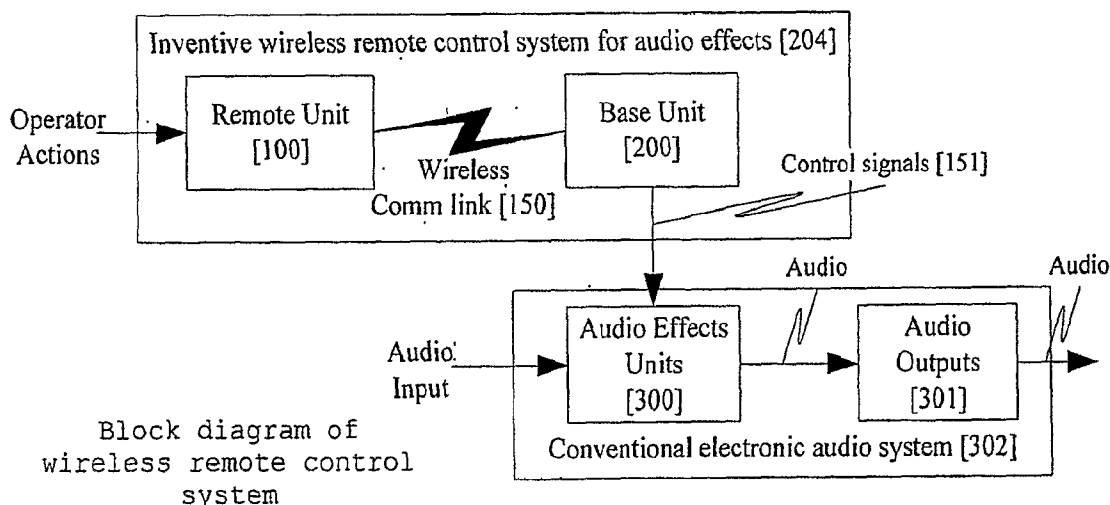 Inventive wireless remote control system for audio effects [204]
Operator
Actions
Remote Unit
[100]
Wireless
Comm link [150]
Base Unit
[200]
Control signals [151]
Audio
Audio
Audio
Input
Audio Effects
Units
[300]
Audio
Outputs
[301]
Conventional electronic audio system [302]
Block diagram of
wireless remote control
system